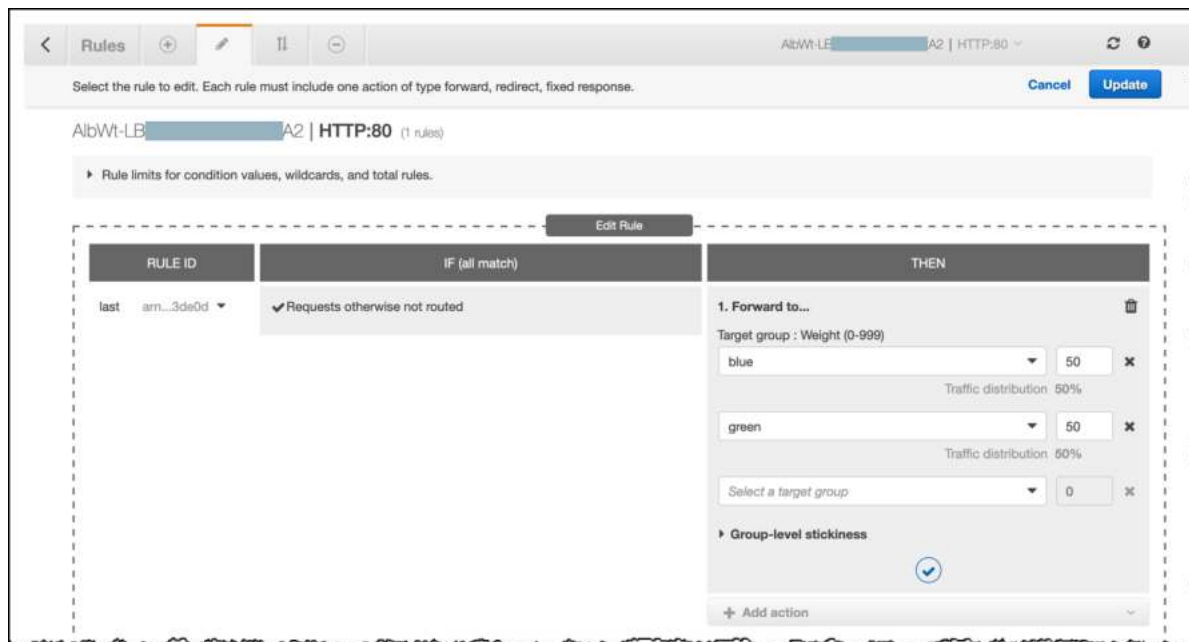 Rules
AlbWt-LB A2 | HTTP:80
Select the rule to edit. Each rule must include one action of type forward, redirect, fixed response.
Cancel
Update
AlbWt-LB A2 | HTTP:80 (1 rules)
Rule limits for condition values, wildcards, and total rules.
Edit Rule
RULE ID
IF (all match)
THEN
last arn...3de0d
Requests otherwise not routed
1. Forward to...
Target group : Weight (0-999)
blue 50
Traffic distribution 50%
green 50
Traffic distribution 50%
Select a target group 0
Group-level stickiness
+ Add action